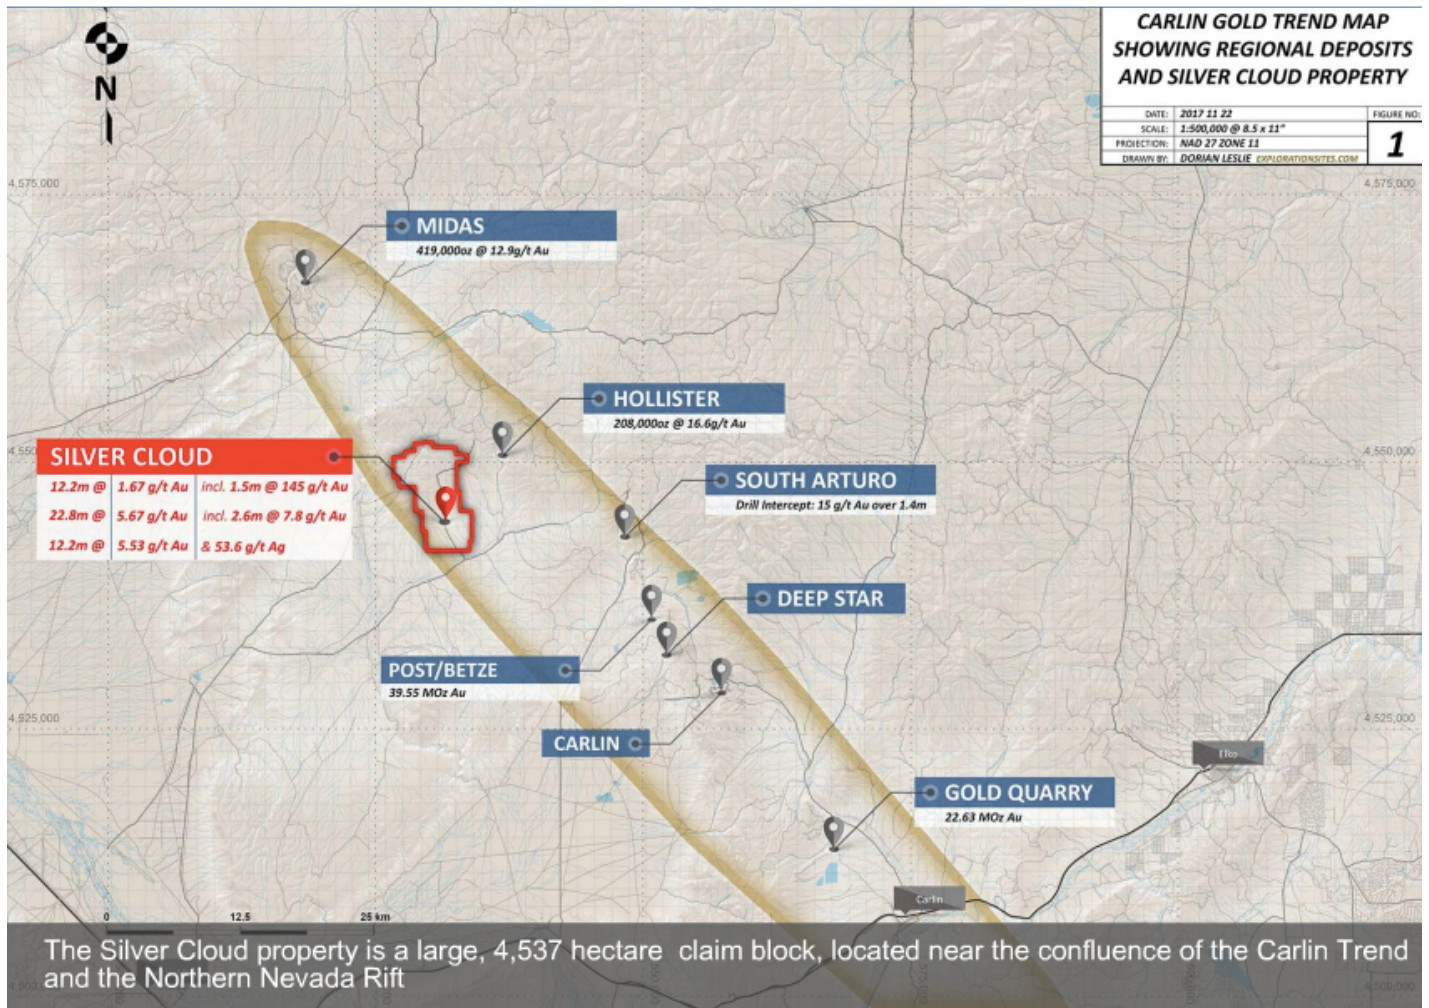 CARLIN GOLD TREND MAP
SHOWING REGIONAL DEPOSITS
AND SILVER CLOUD PROPERTY
DATE: 2017 11 22
SCALE: 1:500,000 @ 8.5 x 11"
PROJECTION: NAD 27 ZONE 11
DRAWN BY: DORIAN LESLIE EXPLORATIONSITES.COM
FIGURE NO:
1
N
4,575,000
4,575,000
MIDAS
419,000oz @ 12.9g/t Au
HOLLISTER
208,000oz @ 16.6g/t Au
4,550
4,550,000
SILVER CLOUD
12.2m @ 1.67 g/t Au incl. 1.5m @ 145 g/t Au
22.8m @ 5.67 g/t Au incl. 2.6m @ 7.8 g/t Au
12.2m @ 5.53 g/t Au & 53.6 g/t Ag
SOUTH ARTURO
Drill Intercept: 15 g/t Au over 1.4m
DEEP STAR
POST/BETZE
39.55 MOz Au
4,525,000
4,525,000
CARLIN
Elko
GOLD QUARRY
22.63 MOz Au
Carlin
0 12.5 25 km
The Silver Cloud property is a large, 4,537 hectare claim block, located near the confluence of the Carlin Trend
and the Northern Nevada Rift
4,500,000